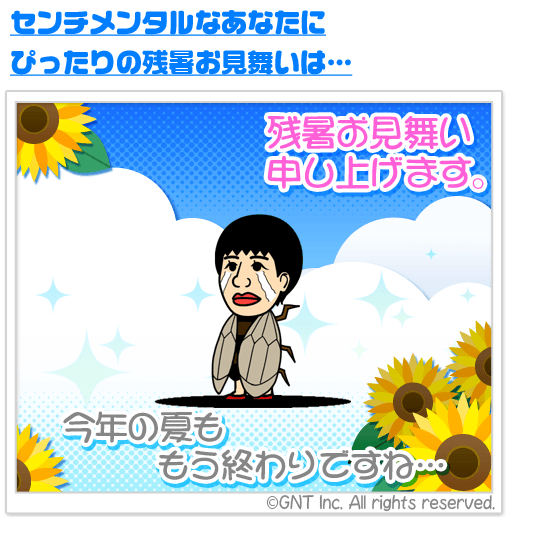 センチメンタルなあなたに
ぴったりの残暑お見舞いは…
残暑お見舞い
申し上げます。
今年の夏も
もう終わりですね…
©GNT Inc. All rights reserved.